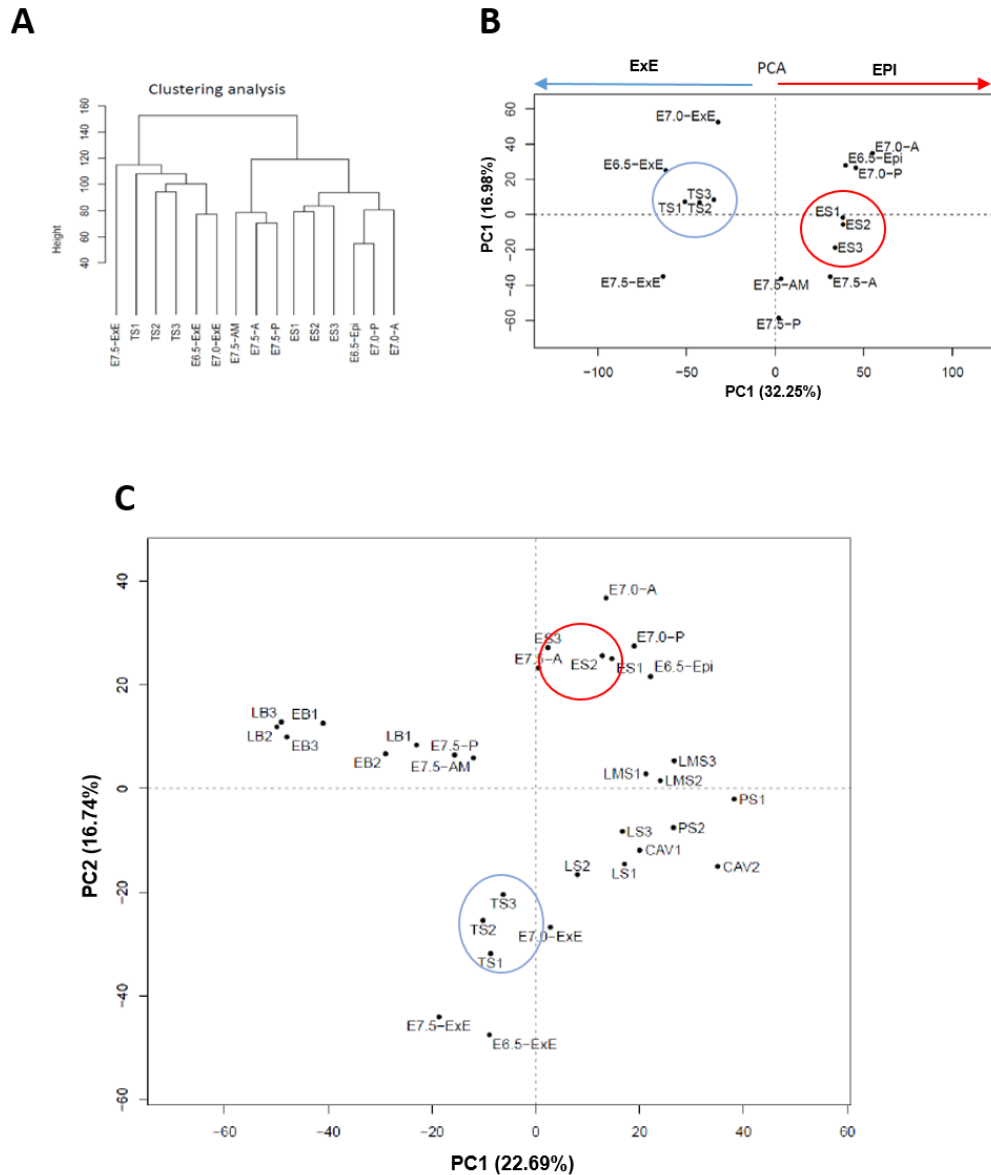 A
Clustering analysis
Height
160
140
120
100
80
60
40
E7.5-ExE
TS1
TS2
TS3
E6.5-ExE
E7.0-ExE
E7.5-AM
E7.5-A
E7.5-P
ES1
ES2
ES3
E6.5-Epi
E7.0-P
E7.0-A
B
ExE PCA EPI
PC1 (16.98%)
60
40
20
0
−20
−40
−60
E7.0−ExE
E7.0−A
E6.5−ExE
E6.5−Epi
E7.0−P
TS3
TS1 TS2
ES1
ES2
ES3
E7.5−ExE
E7.5−AM
E7.5−A
E7.5−P
−100 −50 0 50 100
PC1 (32.25%)
C
PC2 (16.74%)
40
20
0
−20
−40
−60
E7.0−A
ES3
E7.0−P
E7.5−A
ES2
ES1
E6.5−Epi
LB3
EB1
LB2
EB3
LB1
E7.5−P
EB2
E7.5−AM
LMS3
LMS1
LMS2
PS1
LS3
PS2
CAV1
LS2
LS1
CAV2
TS3
TS2
E7.0−ExE
TS1
E7.5−ExE
E6.5−ExE
−60 −40 −20 0 20 40 60
PC1 (22.69%)